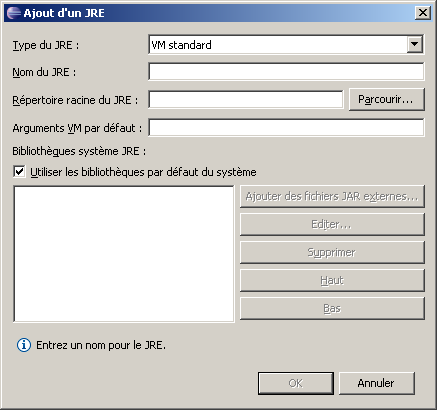 Ajout d'un JRE
Type du JRE :
VM standard
Nom du JRE :
Répertoire racine du JRE :
Parcourir...
Arguments VM par défaut :
Bibliothèques système JRE :
Utiliser les bibliothèques par défaut du système
Ajouter des fichiers JAR externes...
Editer...
Supprimer
Haut
Bas
Entrez un nom pour le JRE.
OK
Annuler